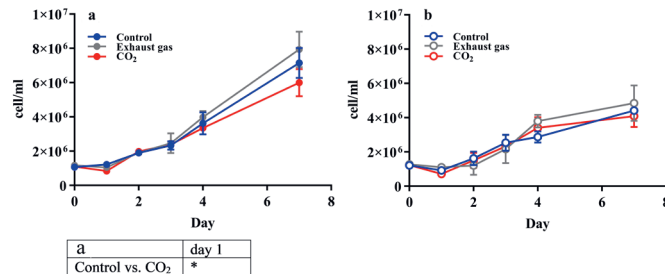 a
1×10⁷
8×10⁶
6×10⁶
4×10⁶
2×10⁶
0
cell/ml
Control
Exhaust gas
CO₂
0 2 4 6 8
Day
b
1×10⁷
8×10⁶
6×10⁶
4×10⁶
2×10⁶
0
cell/ml
Control
Exhaust gas
CO₂
0 2 4 6 8
Day
a day 1
Control vs. CO₂ *